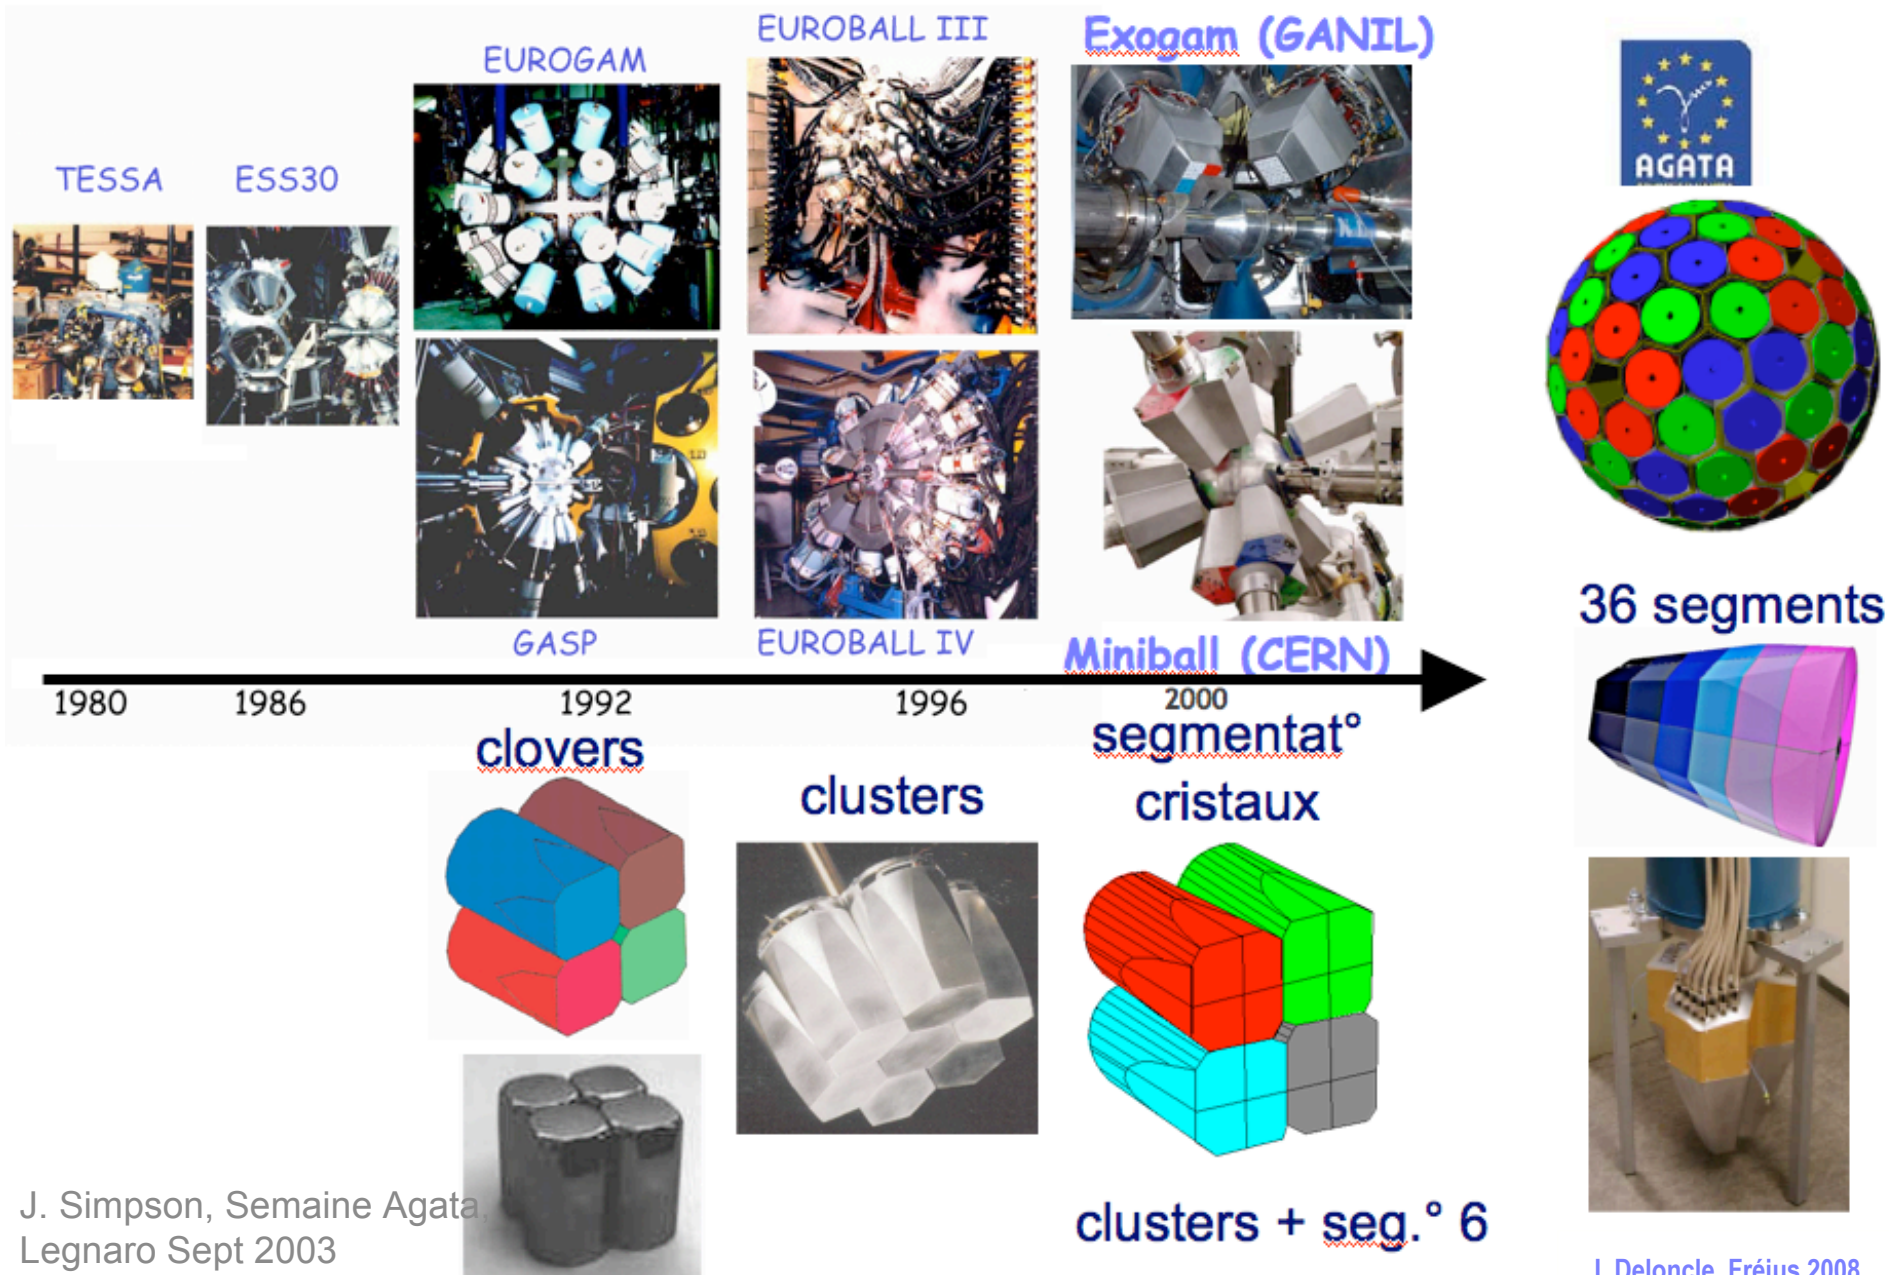 EUROBALL III
Exogam (GANIL)
EUROGAM
TESSA
ESS30
AGATA
36 segments
GASP
EUROBALL IV
Miniball (CERN)
1980
1986
1992
1996
2000
clovers
segmentat°
clusters
cristaux
clusters + seg.° 6
J. Simpson, Semaine Agata,
Legnaro Sept 2003
I. Deloncle, Fréjus 2008